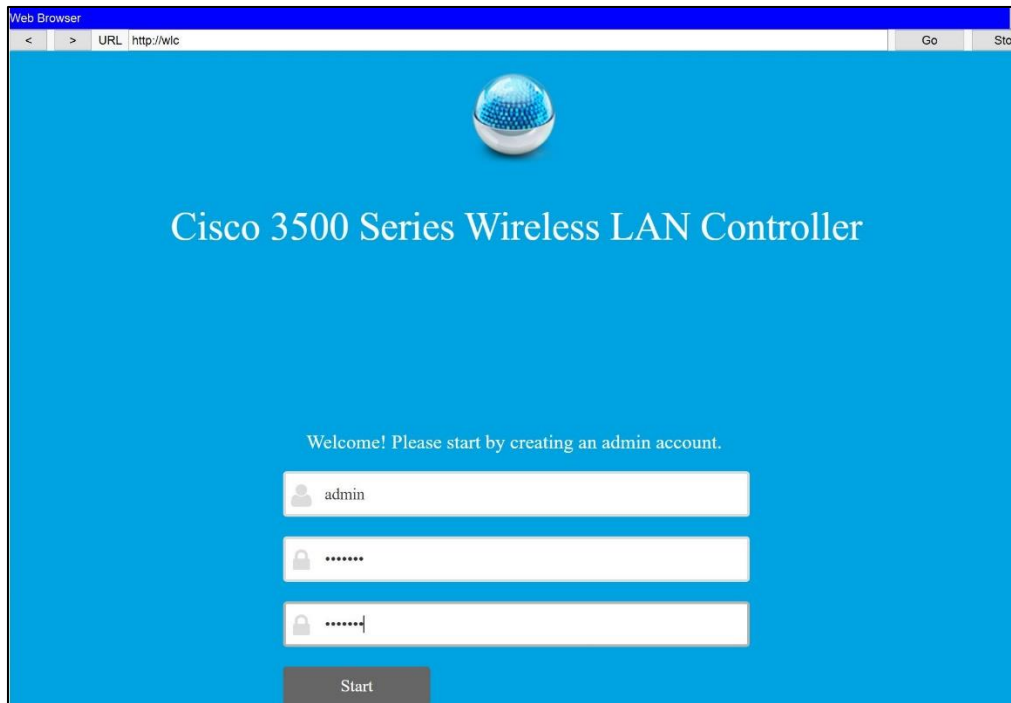 Web Browser
< > URL http://wlc Go Sto
Cisco 3500 Series Wireless LAN Controller
Welcome! Please start by creating an admin account.
admin
•••••••
•••••••
Start